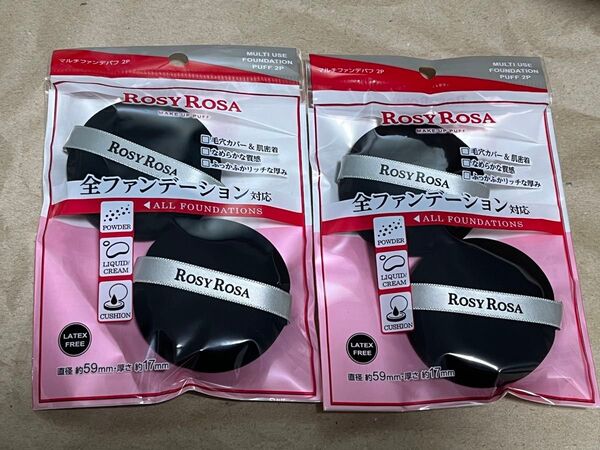 マルチファンデパフ 2P
MULTI USE
FOUNDATION
PUFF 2P
ROSY ROSA
MAKE UP PUFF
毛穴カバー&肌密着
なめらかな質感
ふっかふかリッチな厚み
ROSY ROSA
全ファンデーション対応
ALL FOUNDATIONS
POWDER
LIQUID/
CREAM
CUSHION
ROSY ROSA
LATEX
FREE
直径 約59mm・厚さ 約17mm
マルチファンデパフ 2P
MULTI USE
FOUNDATION
PUFF 2P
ROSY ROSA
MAKE UP PUFF
毛穴カバー&肌密着
なめらかな質感
ふっかふかリッチな厚み
ROSY ROSA
全ファンデーション対応
ALL FOUNDATIONS
POWDER
LIQUID/
CREAM
CUSHION
ROSY ROSA
LATEX
FREE
直径 約59mm・厚さ 約17mm